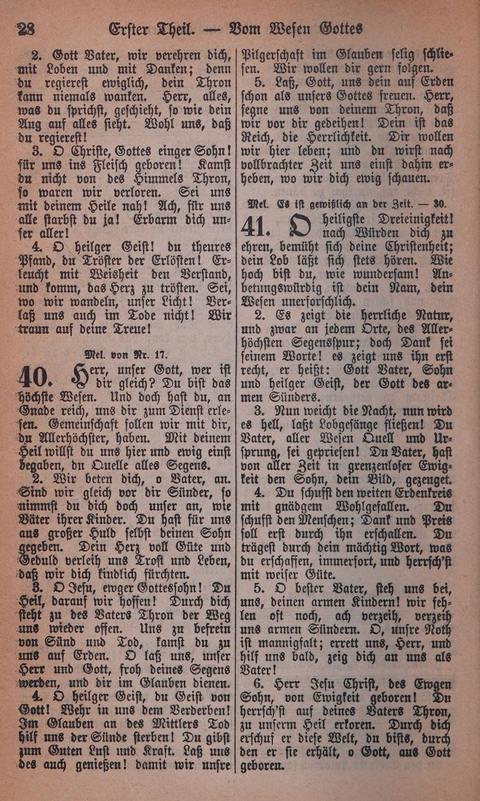 28 Erster Theil. — Vom Wesen Gottes
2. Gott Vater, wir verehren dich,
mit Loben und mit Danken; denn
du regierest ewiglich, dein Thron
kann niemals wanken. Herr, alles,
was du sprichst, geschieht, so wie dein
Aug auf alles sieht. Wohl uns, daß
du regierest!
3. O Christe, Gottes einger Sohn!
für uns ins Fleisch geboren! Kamst
du nicht von des Himmels Thron,
so waren wir verloren. Sei uns
mit deinem Heile nah! Ach, für uns
alle starbst du ja! Erbarm dich un-
ser aller!
4. O heilger Geist! du theures
Pfand, du Tröster der Erlösten! Er-
leucht mit Weisheit den Verstand,
und komm, das Herz zu trösten. Sei,
wo wir wandeln, unser Licht! Ver-
laß uns auch im Tode nicht! Wir
traun auf deine Treue!
Mel. von Nr. 17.
40. Herr, unser Gott, wer ist
dir gleich? Du bist das
höchste Wesen. Und doch hast du, an
Gnade reich, uns dir zum Dienst erle-
sen. Gemeinschaft sollen wir mit dir,
du Allerhöchster, haben. Mit deinem
Heil willst du uns hier und ewig einst
begaben, du Quelle alles Segens.
2. Wir beten dich, o Vater, an.
Sind wir gleich vor dir Sünder, so
nimmst du dich doch unser an, wie
Väter ihrer Kinder. Du hast für uns
aus großer Huld selbst deinen Sohn
gegeben. Dein Herz voll Güte und
Geduld verleih uns Trost und Leben,
daß wir dich kindlich fürchten.
3. O Jesu, ewger Gottessohn! Du
Heil, darauf wir hoffen! Durch dich
steht zu des Vaters Thron der Weg
uns wieder offen. Uns zu befrein
von Sünd und Tod, kamst du zu
uns auf Erden. O laß uns, unser
Herr und Gott, froh deines Segens
werden, und dir im Glauben dienen.
4. O heilger Geist, du Geist von
Gott! Wehr in uns dem Verderben!
Im Glauben an des Mittlers Tod
hilf uns der Sünde sterben! Du gibst
zum Guten Lust und Kraft. Laß uns
des auch genießen! damit wir unsre
Pilgerschaft im Glauben selig schlie-
ßen. Wir wollen dir gern folgen.
5. Laß, Gott, uns dein auf Erden
schon als unsers Gottes freuen. Herr,
segne uns von deinem Thron, daß
wir vor dir gedeihen! Dein ist das
Reich, die Herrlichkeit. Dir wollen
wir hier leben; und du wirst nach
vollbrachter Zeit uns einst dahin er-
heben, wo wir dich ewig schauen.
Mel. Es ist gewißlich an der Zeit. — 30.
41. O heiligste Dreieinigkeit!
nach Würden dich zu
ehren, bemüht sich deine Christenheit;
dein Lob läßt sich stets hören. Wie
hoch bist du, wie wundersam! An-
betungswürdig ist dein Nam, dein
Wesen unerforschlich.
2. Es zeigt die herrliche Natur,
und zwar an jedem Orte, des Aller-
höchsten Segensspur; doch Dank sei
seinem Worte! es zeigt uns ihn erst
recht, er heißt: Gott Vater, Sohn
und heilger Geist, der Gott des ar-
men Sünders.
3. Nun weicht die Nacht, nun wird
es hell, laßt Lobgesänge fließen! Du
Vater, aller Wesen Quell und Ur-
sprung, sei gepriesen! Du Vater, hast
von aller Zeit in grenzenloser Ewig-
keit den Sohn, dein Bild, gezeuget.
4. Du schufst den weiten Erdenkreis
mit gnädgem Wohlgefallen. Du
schufst den Menschen; Dank und Preis
soll erst durch ihn erschallen. Du
trägest durch dein mächtig Wort, was
du erschaffen, immerfort, und herrsch'st
mit weiser Güte.
5. O bester Vater, steh uns bei,
uns, deinen armen Kindern! wir feh-
len oft noch, ach verzeih, verzeih
uns armen Sündern. O, unsre Noth
ist mannigfalt; errett uns, Herr, und
hilf uns bald, zeig dich an uns als
Vater!
6. Herr Jesu Christ, des Ewgen
Sohn, von Ewigkeit geboren! Du
herrsch'st auf deines Vaters Thron,
zu unserm Heil erkoren. Durch dich
erschuf er diese Welt, du bists, durch
den er sie erhält, o Gott, aus Gott
geboren.